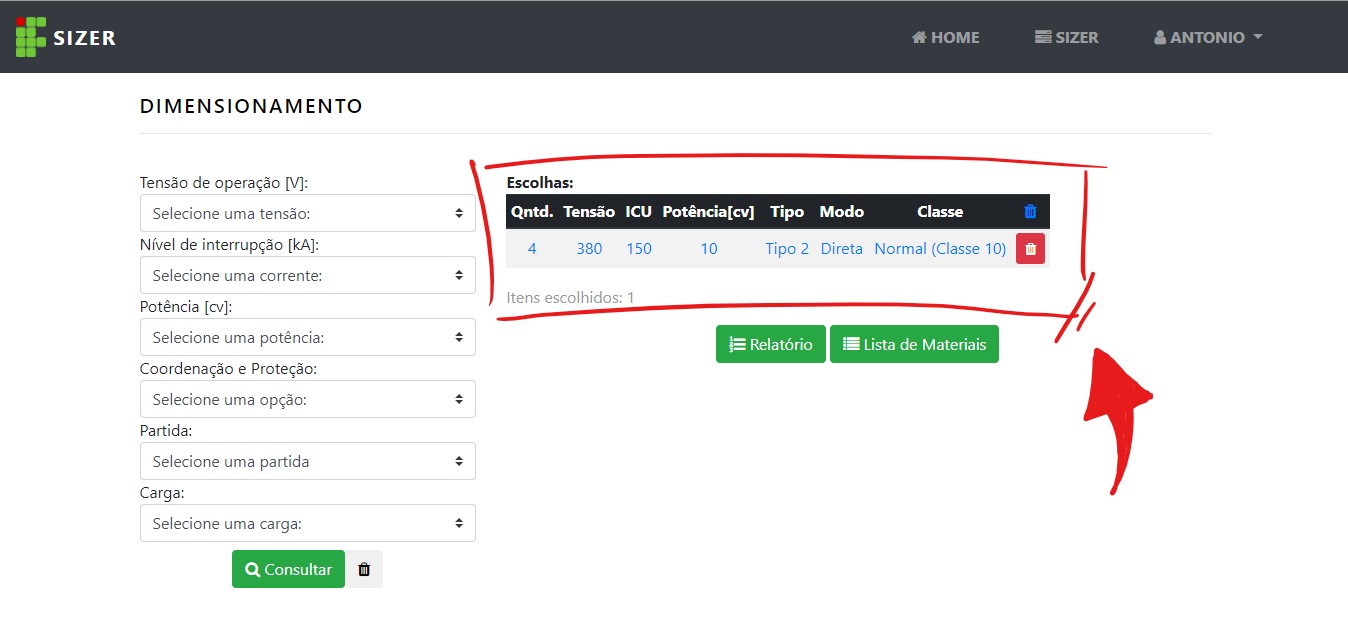 SIZER
HOME
SIZER
ANTONIO
DIMENSIONAMENTO
Tensão de operação [V]:
Selecione uma tensão:
Nível de interrupção [kA]:
Selecione uma corrente:
Potência [cv]:
Selecione uma potência:
Coordenação e Proteção:
Selecione uma opção:
Partida:
Selecione uma partida
Carga:
Selecione uma carga:
Consultar
Escolhas:
Qntd. Tensão ICU Potência[cv] Tipo Modo Classe
4 380 150 10 Tipo 2 Direta Normal (Classe 10)
Itens escolhidos: 1
Relatório
Lista de Materiais